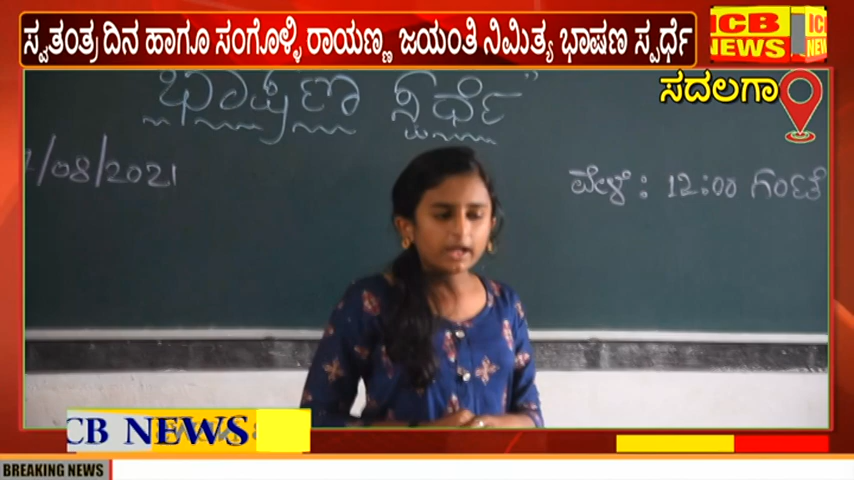 ಸ್ವತಂತ್ರ ದಿನ ಹಾಗೂ ಸಂಗೊಳ್ಳಿ ರಾಯಣ್ಣ ಜಯಂತಿ ನಿಮಿತ್ಯ ಭಾಷಣ ಸ್ಪರ್ಧೆ
ICB NEWS
ಸದಲಗಾ
ಭಾಷಣ ಸ್ಪರ್ಧೆ"
/08/2021
ವೇಳೆ : 12:00 ಗಂಟೆ
CB NEWS
BREAKING NEWS